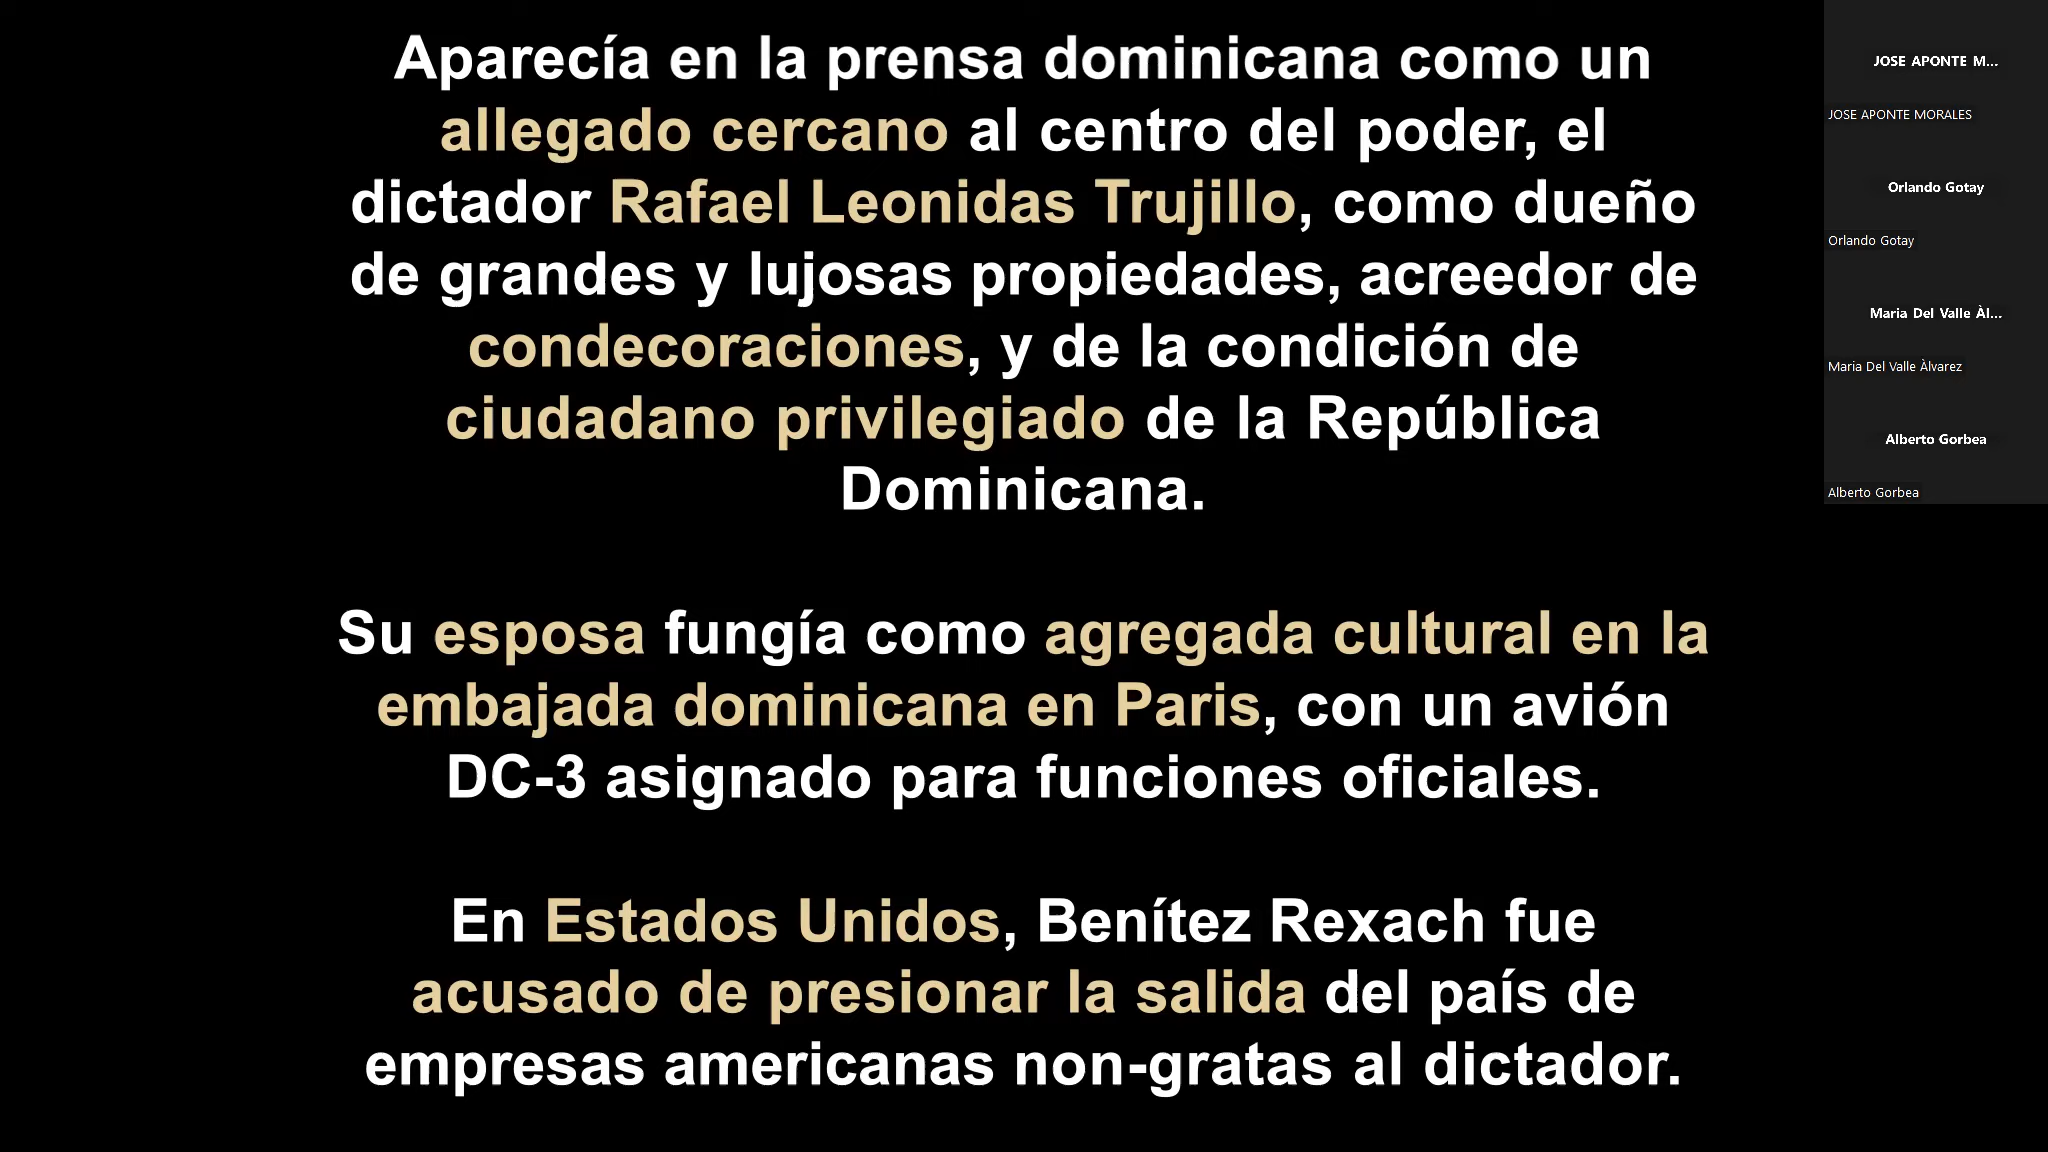 Aparecía en la prensa dominicana como un
allegado cercano al centro del poder, el
dictador Rafael Leonidas Trujillo, como dueño
de grandes y lujosas propiedades, acreedor de
condecoraciones, y de la condición de
ciudadano privilegiado de la República
Dominicana.
Su esposa fungía como agregada cultural en la
embajada dominicana en Paris, con un avión
DC-3 asignado para funciones oficiales.
En Estados Unidos, Benítez Rexach fue
acusado de presionar la salida del país de
empresas americanas non-gratas al dictador.
JOSE APONTE M...
JOSE APONTE MORALES
Orlando Gotay
Orlando Gotay
Maria Del Valle Àl...
Maria Del Valle Àlvarez
Alberto Gorbea
Alberto Gorbea